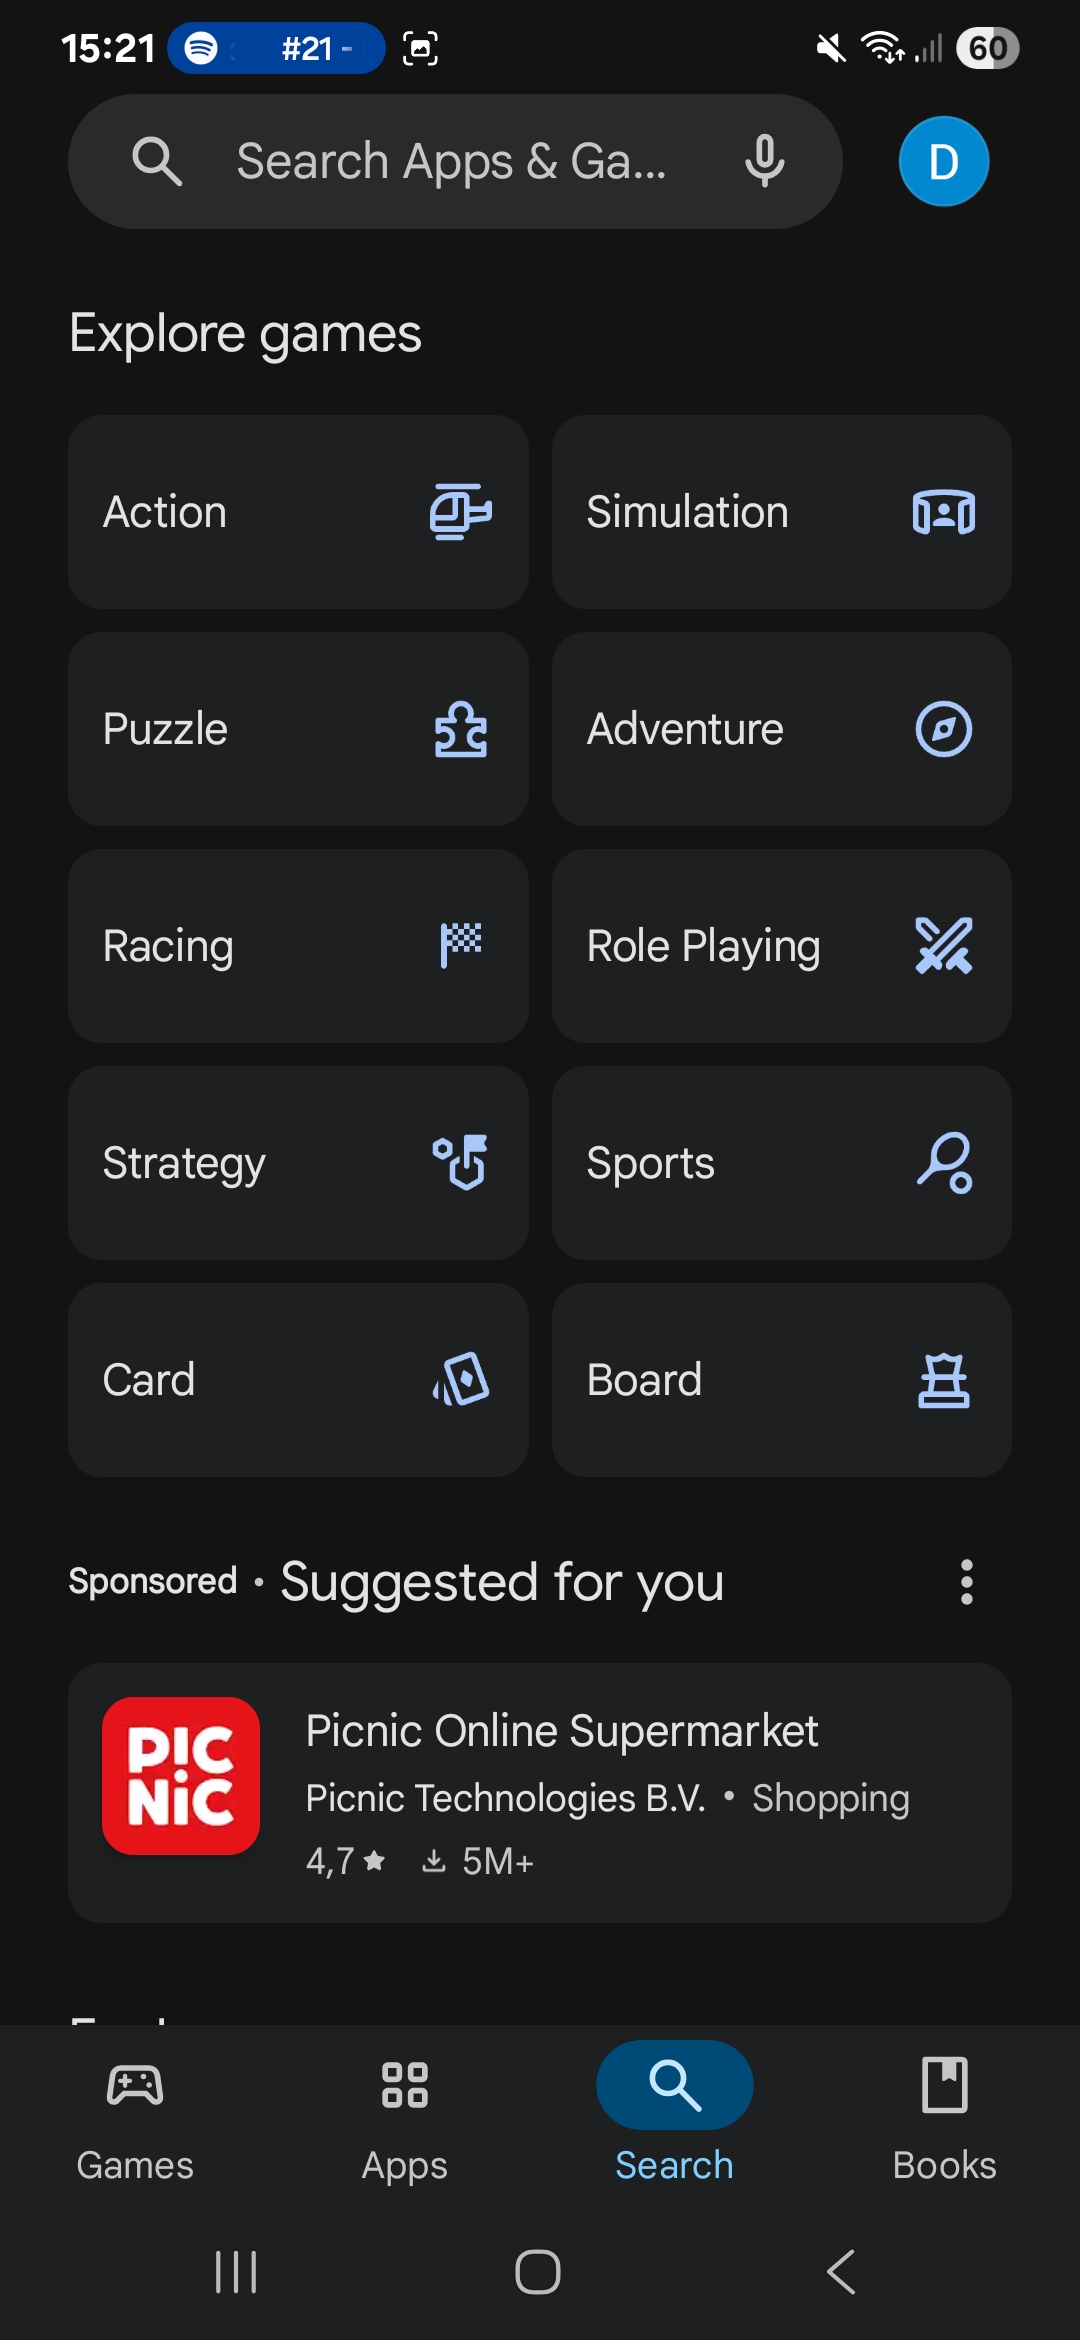 15:21 #21 - 60
Search Apps & Ga...
D
Explore games
Action
Simulation
Puzzle
Adventure
Racing
Role Playing
Strategy
Sports
Card
Board
Sponsored • Suggested for you
PIC
NiC
Picnic Online Supermarket
Picnic Technologies B.V. • Shopping
4,7★ 5M+
Games
Apps
Search
Books